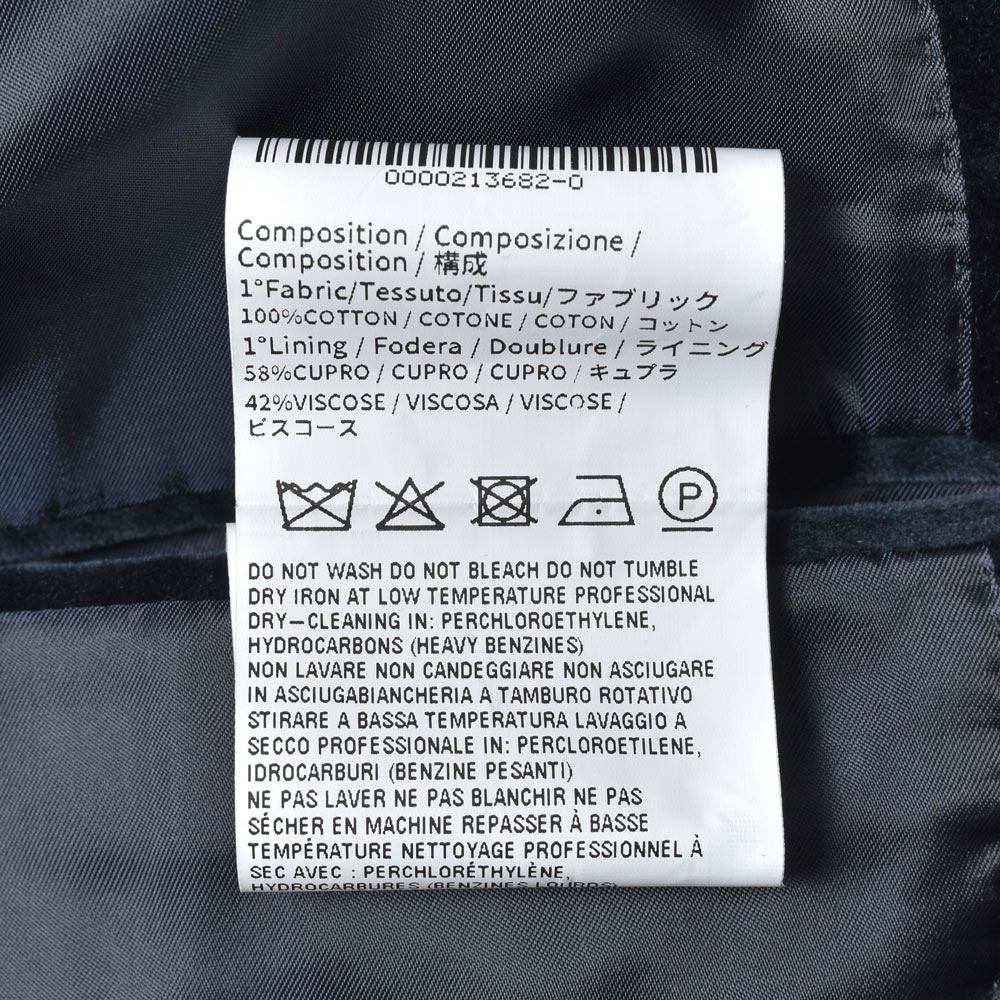 0000213682-0
Composition / Composizione /
Composition / 構成
1°Fabric/Tessuto/Tissu/ファブリック
100%COTTON / COTONE / COTON / コットン
1°Lining / Fodera / Doublure / ライニング
58%CUPRO / CUPRO / CUPRO / キュプラ
42%VISCOSE / VISCOSA / VISCOSE /
ビスコース
P
DO NOT WASH DO NOT BLEACH DO NOT TUMBLE
DRY IRON AT LOW TEMPERATURE PROFESSIONAL
DRY-CLEANING IN: PERCHLOROETHYLENE,
HYDROCARBONS (HEAVY BENZINES)
NON LAVARE NON CANDEGGIARE NON ASCIUGARE
IN ASCIUGABIANCHERIA A TAMBURO ROTATIVO
STIRARE A BASSA TEMPERATURA LAVAGGIO A
SECCO PROFESSIONALE IN: PERCLOROETILENE,
IDROCARBURI (BENZINE PESANTI)
NE PAS LAVER NE PAS BLANCHIR NE PAS
SÉCHER EN MACHINE REPASSER À BASSE
TEMPÉRATURE NETTOYAGE PROFESSIONNEL À
SEC AVEC : PERCHLORÉTHYLÈNE,
HYDROCARBURES (BENZINES LOURDS)